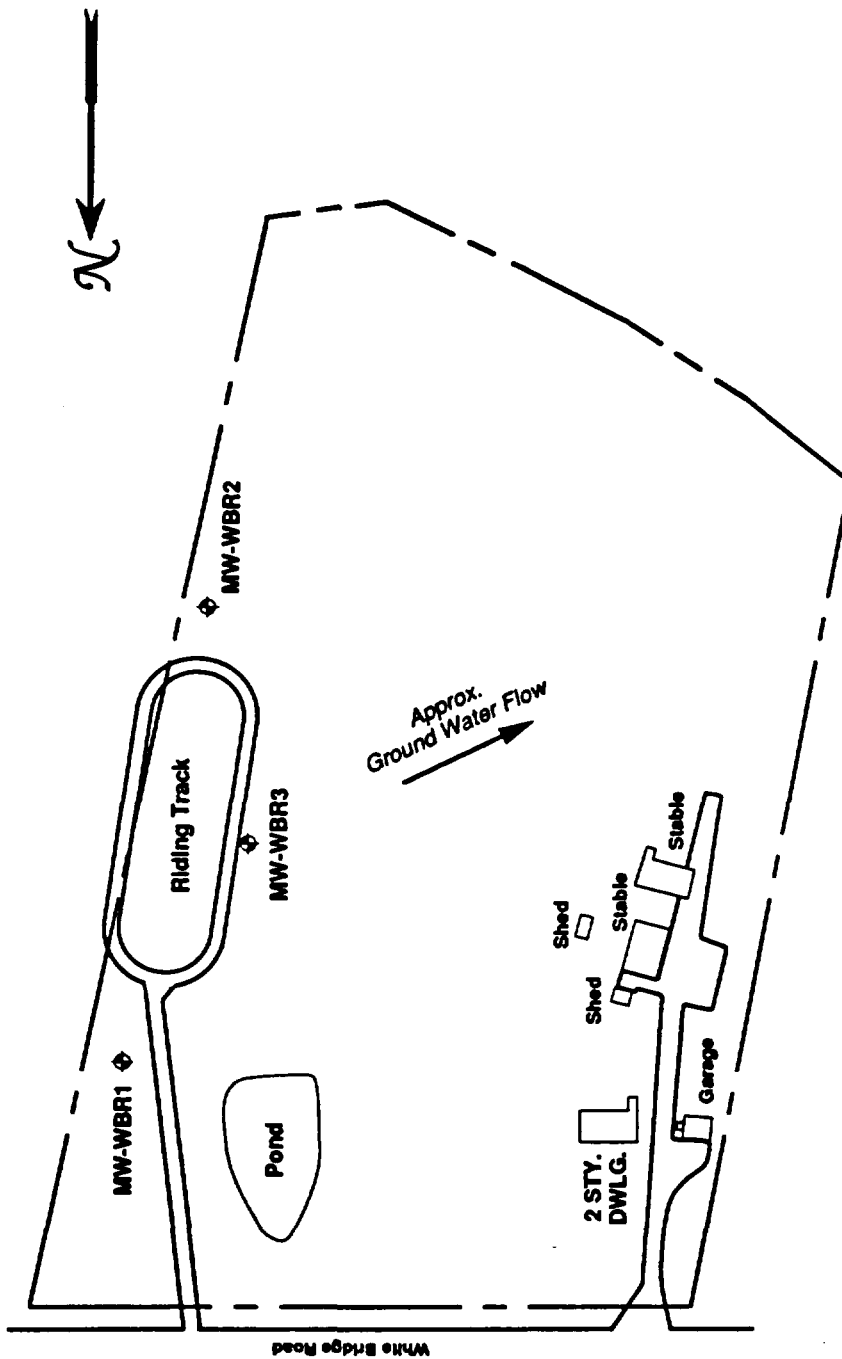 N
MW-WBR2
Riding Track
MW-WBR3
Approx.
Ground Water Flow
MW-WBR1
Pond
Shed
Stable
Stable
Shed
2 STY.
DWLG.
Garage
White Bridge Road